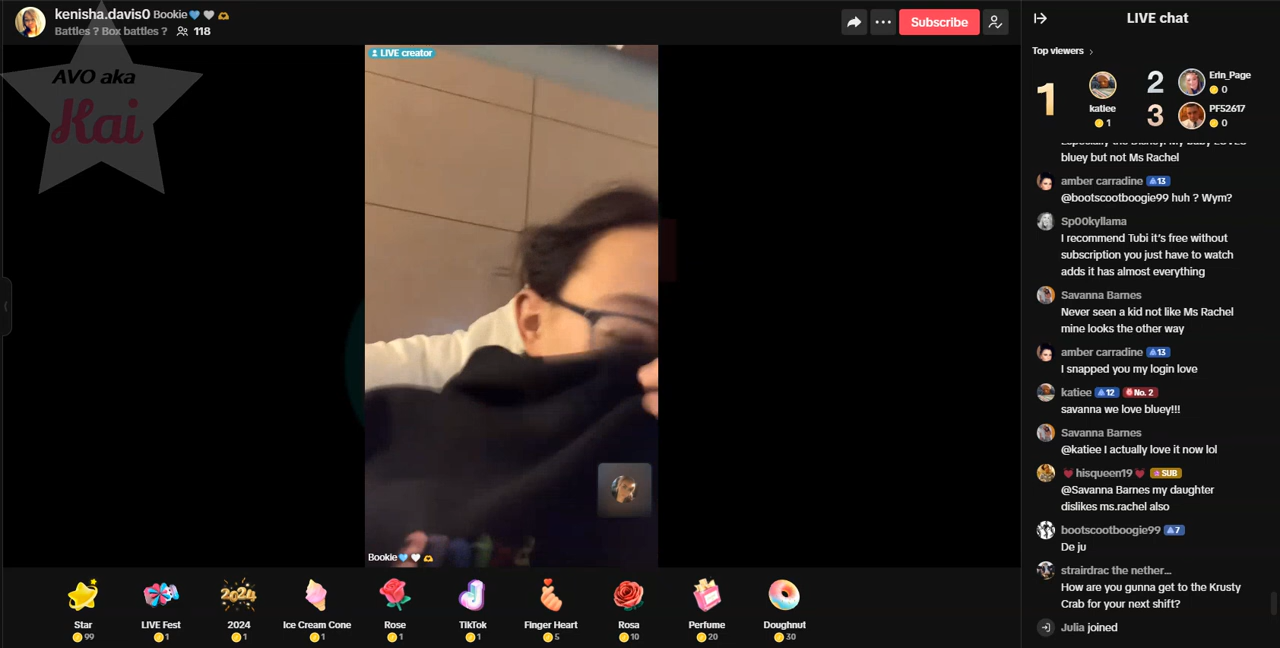 kenisha.davis0 Bookie🩵🤍🫶
Battles ? Box battles ? 118
Subscribe
AVO aka
Kai
LIVE creator
Bookie🩵🤍🫶
Star
99
LIVE Fest
1
2024
2024
1
Ice Cream Cone
1
Rose
1
TikTok
1
Finger Heart
5
Rosa
10
Perfume
20
Doughnut
30
LIVE chat
Top viewers
1
katiee
1
2
Erin_Page
0
3
PF52617
0
bluey but not Ms Rachel
amber carradine 13
@bootscootboogie99 huh ? Wym?
Sp00kyllama
I recommend Tubi it's free without
subscription you just have to watch
adds it has almost everything
Savanna Barnes
Never seen a kid not like Ms Rachel
mine looks the other way
amber carradine 13
I snapped you my login love
katiee 12 No. 2
savanna we love bluey!!!
Savanna Barnes
@katiee I actually love it now lol
💗hisqueen19💗 SUB
@Savanna Barnes my daughter
dislikes ms.rachel also
bootscootboogie99 7
De ju
strairdrac the nether...
How are you gunna get to the Krusty
Crab for your next shift?
Julia joined